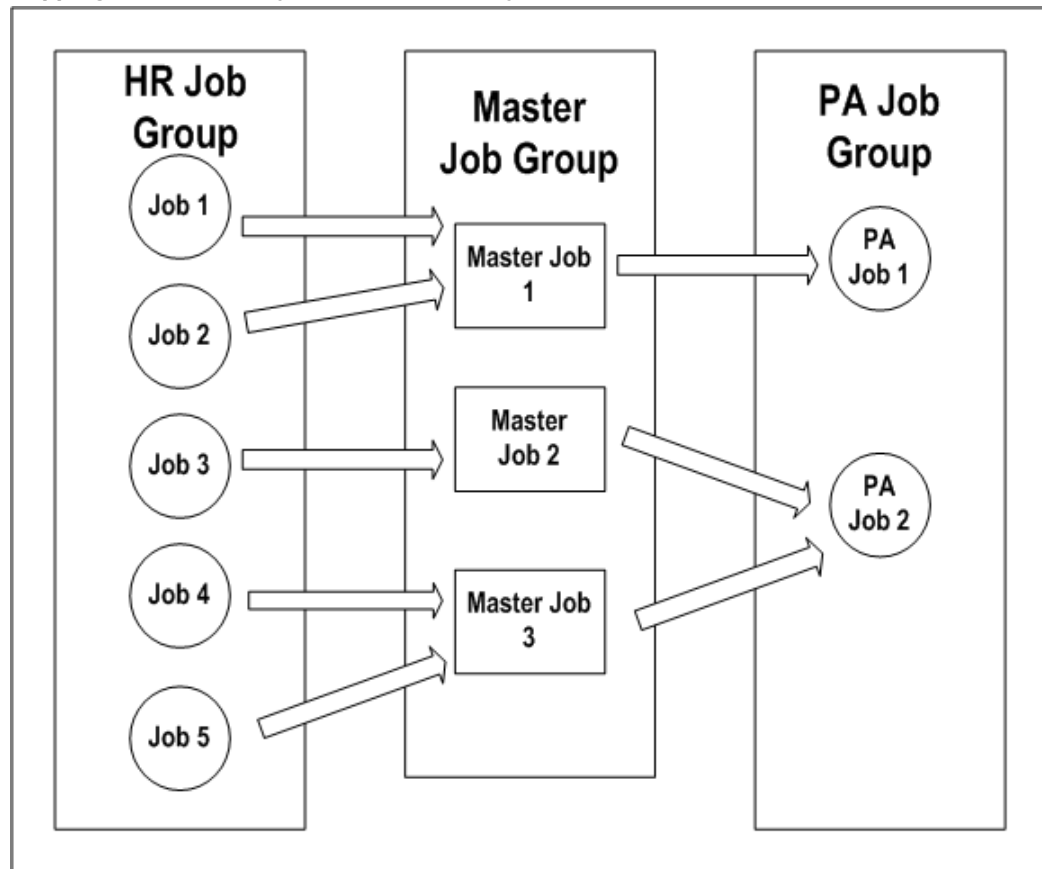 HR Job
Group
Job 1
Job 2
Job 3
Job 4
Job 5
Master
Job Group
Master Job
1
Master
Job 2
Master Job
3
PA Job
Group
PA
Job 1
PA
Job 2